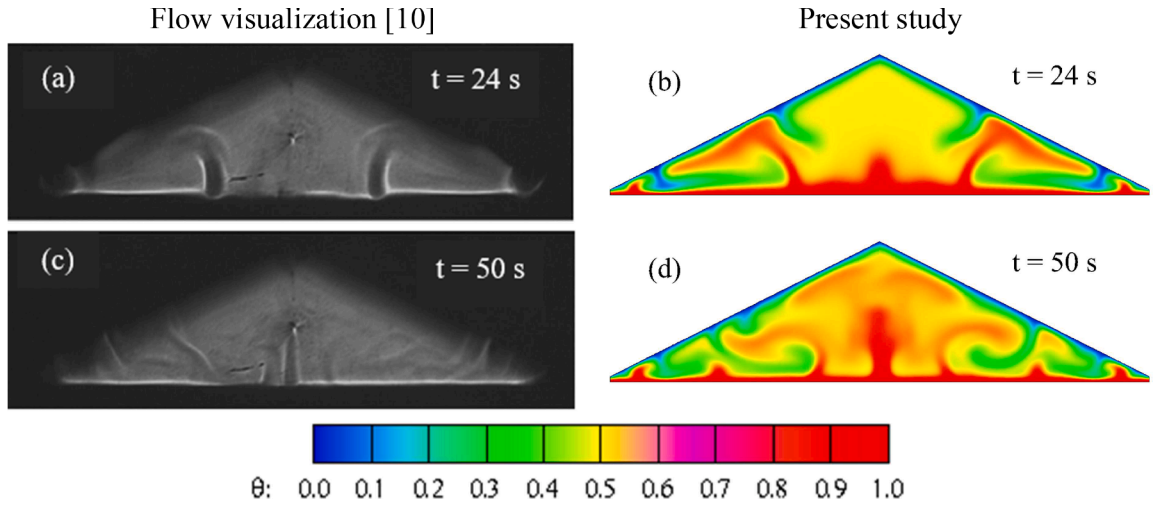 Flow visualization [10]
Present study
(a)
t = 24 s
(b)
t = 24 s
(c)
t = 50 s
(d)
t = 50 s
θ: 0.0 0.1 0.2 0.3 0.4 0.5 0.6 0.7 0.8 0.9 1.0